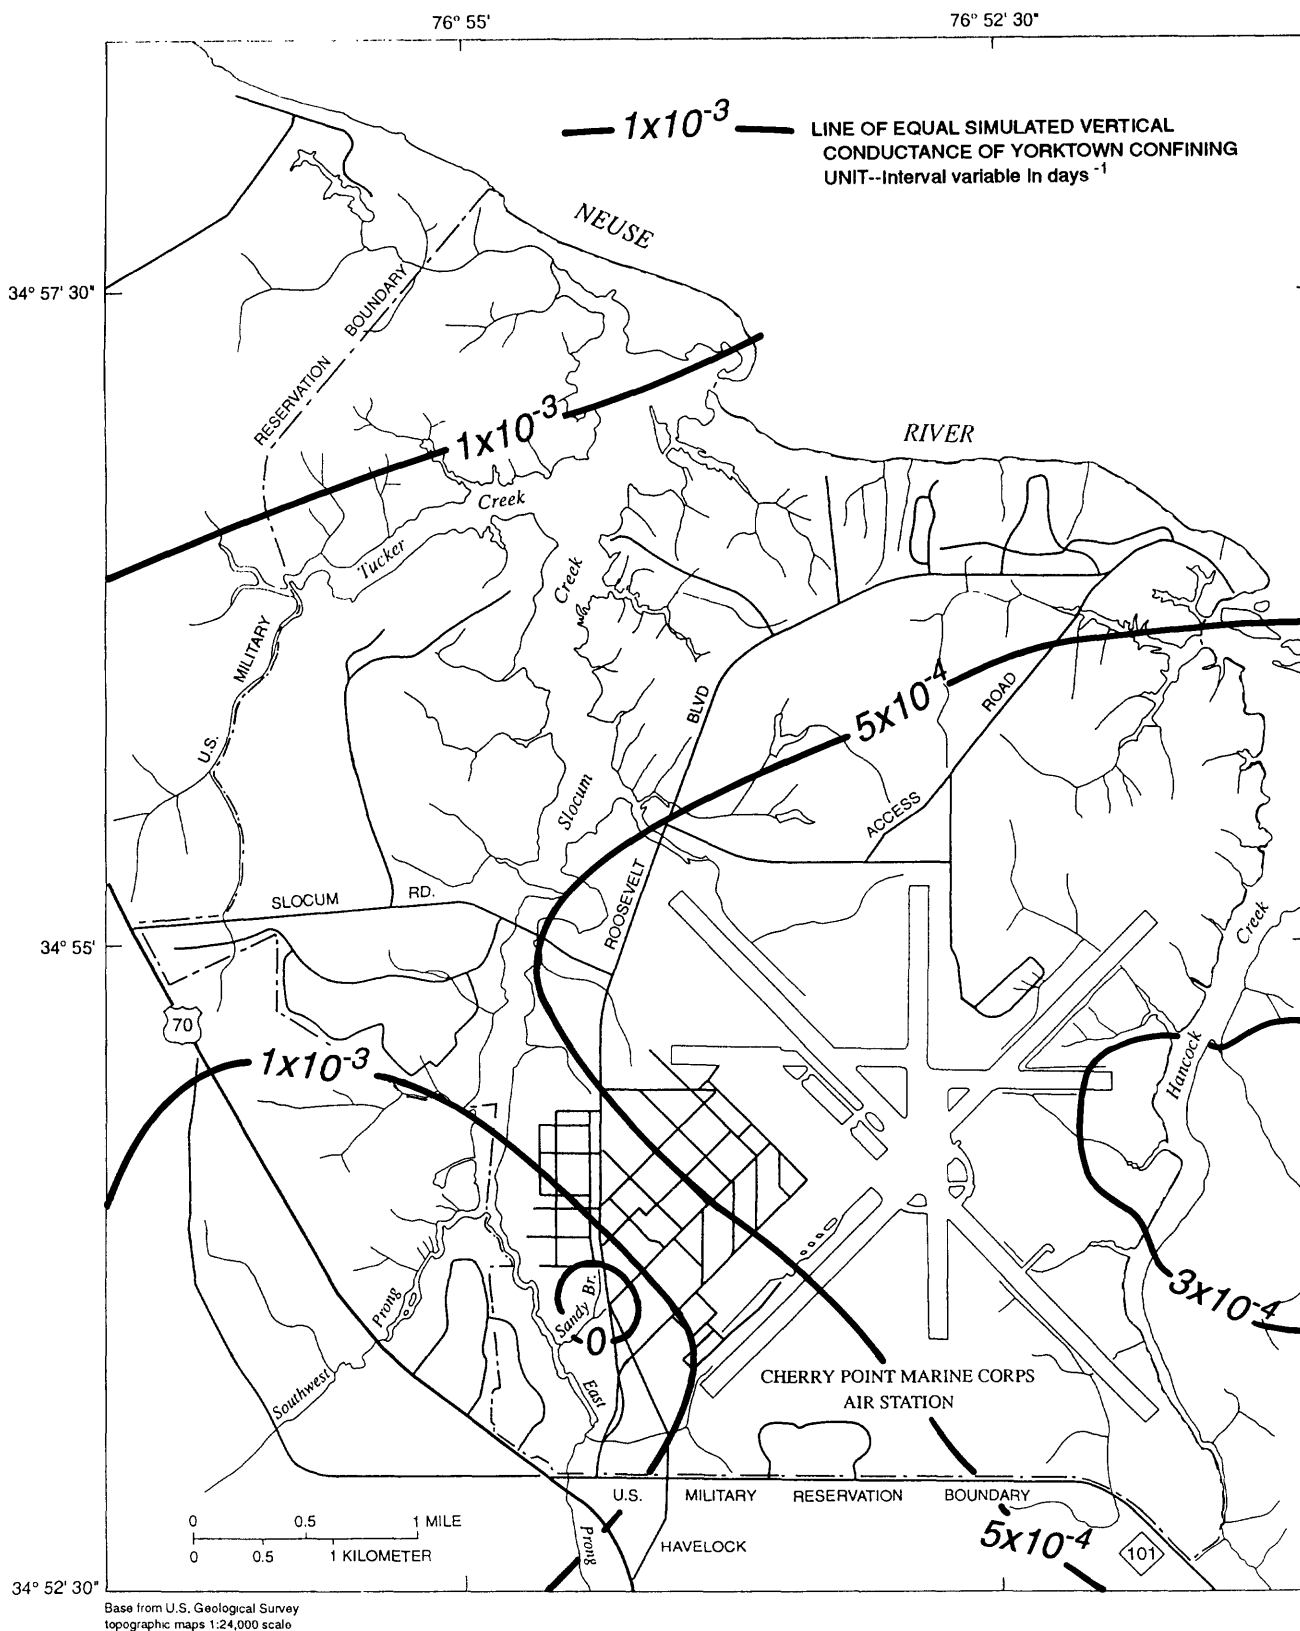 76° 55'
76° 52' 30"
1x10-3
LINE OF EQUAL SIMULATED VERTICAL
CONDUCTANCE OF YORKTOWN CONFINING
UNIT--Interval variable in days -1
NEUSE
34° 57' 30"
BOUNDARY
RESERVATION
1x10-3
RIVER
Creek
Tucker
Creek
MILITARY
U.S.
BLVD
5x10-4
ROAD
Slocum
ACCESS
ROOSEVELT
SLOCUM
RD.
Creek
34° 55'
70
1x10-3
Hancock
3x10-4
Prong
Sandy Br.
0
Southwest
East
CHERRY POINT MARINE CORPS
AIR STATION
U.S. MILITARY RESERVATION BOUNDARY
0 0.5 1 MILE
0 0.5 1 KILOMETER
Prong
HAVELOCK
5x10-4
101
34° 52' 30"
Base from U.S. Geological Survey
topographic maps 1:24,000 scale